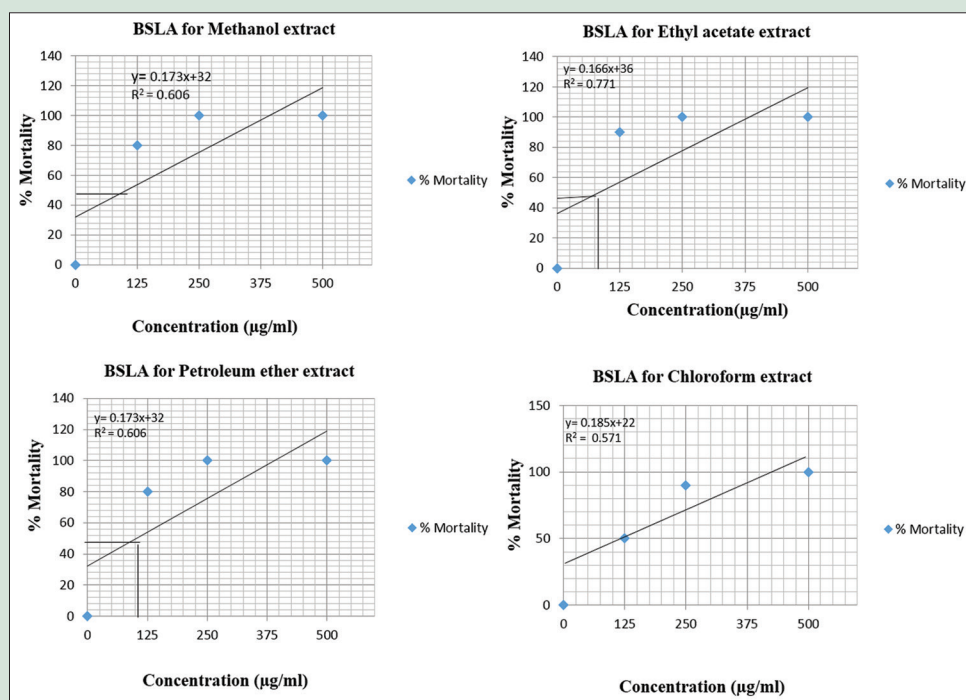 BSLA for Methanol extract
y= 0.173x+32
R² = 0.606
% Mortality
140
120
100
80
60
40
20
0
0 125 250 375 500
Concentration (µg/ml)
% Mortality
BSLA for Ethyl acetate extract
y= 0.166x+36
R² = 0.771
% Mortality
140
120
100
80
60
40
20
0
0 125 250 375 500
Concentration(µg/ml)
% Mortality
BSLA for Petroleum ether extract
y= 0.173x+32
R² = 0.606
% Mortality
140
120
100
80
60
40
20
0
0 125 250 375 500
Concentration (µg/ml)
% Mortality
BSLA for Chloroform extract
y= 0.185x+22
R² = 0.571
% Mortality
150
100
50
0
0 125 250 375 500
Concentration (µg/ml)
% Mortality